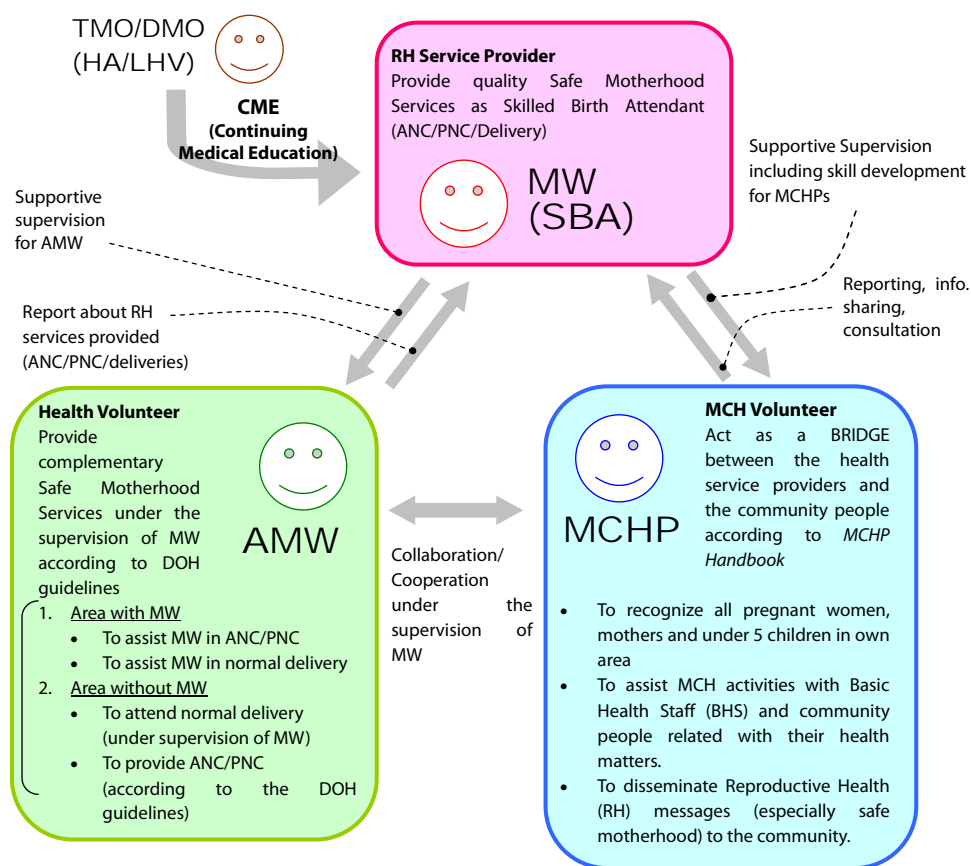 TMO/DMO
(HA/LHV)
CME
(Continuing
Medical Education)
RH Service Provider
Provide quality Safe Motherhood
Services as Skilled Birth Attendant
(ANC/PNC/Delivery)
MW
(SBA)
Supportive Supervision
including skill development
for MCHPs
Supportive
supervision
for AMW
Reporting, info.
sharing,
consultation
Report about RH
services provided
(ANC/PNC/deliveries)
Health Volunteer
Provide
complementary
Safe Motherhood
Services under the
supervision of MW
according to DOH
guidelines
AMW
1. Area with MW
• To assist MW in ANC/PNC
• To assist MW in normal delivery
2. Area without MW
• To attend normal delivery
(under supervision of MW)
• To provide ANC/PNC
(according to the DOH
guidelines)
Collaboration/
Cooperation
under the
supervision of
MW
MCH Volunteer
Act as a BRIDGE
between the health
service providers and
the community people
according to MCHP
Handbook
MCHP
• To recognize all pregnant women,
mothers and under 5 children in own
area
• To assist MCH activities with Basic
Health Staff (BHS) and community
people related with their health
matters.
• To disseminate Reproductive Health
(RH) messages (especially safe
motherhood) to the community.